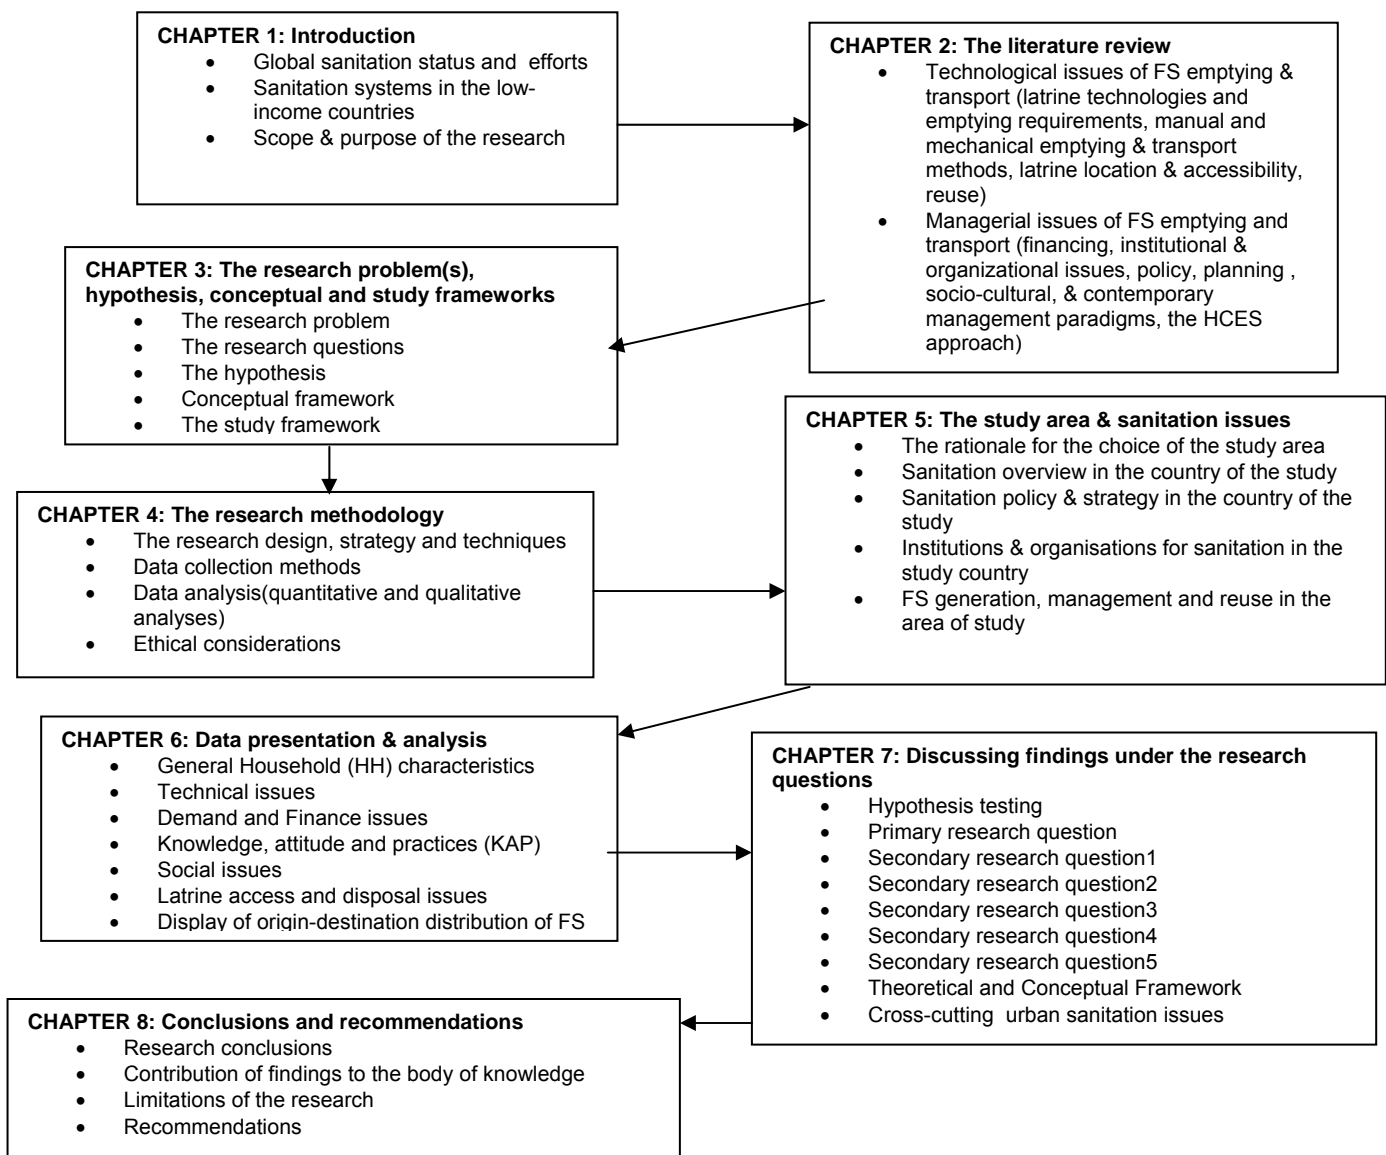 CHAPTER 1: Introduction
• Global sanitation status and efforts
• Sanitation systems in the low-
income countries
• Scope & purpose of the research
CHAPTER 2: The literature review
• Technological issues of FS emptying &
transport (latrine technologies and
emptying requirements, manual and
mechanical emptying & transport
methods, latrine location & accessibility,
reuse)
• Managerial issues of FS emptying and
transport (financing, institutional &
organizational issues, policy, planning ,
socio-cultural, & contemporary
management paradigms, the HCES
approach)
CHAPTER 3: The research problem(s),
hypothesis, conceptual and study frameworks
• The research problem
• The research questions
• The hypothesis
• Conceptual framework
• The study framework
CHAPTER 4: The research methodology
• The research design, strategy and techniques
• Data collection methods
• Data analysis(quantitative and qualitative
analyses)
• Ethical considerations
CHAPTER 5: The study area & sanitation issues
• The rationale for the choice of the study area
• Sanitation overview in the country of the study
• Sanitation policy & strategy in the country of the
study
• Institutions & organisations for sanitation in the
study country
• FS generation, management and reuse in the
area of study
CHAPTER 6: Data presentation & analysis
• General Household (HH) characteristics
• Technical issues
• Demand and Finance issues
• Knowledge, attitude and practices (KAP)
• Social issues
• Latrine access and disposal issues
• Display of origin-destination distribution of FS
CHAPTER 7: Discussing findings under the research
questions
• Hypothesis testing
• Primary research question
• Secondary research question1
• Secondary research question2
• Secondary research question3
• Secondary research question4
• Secondary research question5
• Theoretical and Conceptual Framework
• Cross-cutting urban sanitation issues
CHAPTER 8: Conclusions and recommendations
• Research conclusions
• Contribution of findings to the body of knowledge
• Limitations of the research
• Recommendations